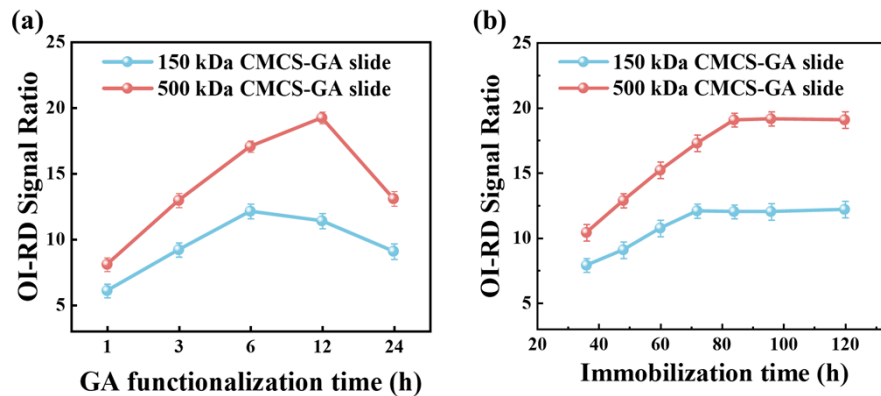 (a)
25
20
15
10
5
OI-RD Signal Ratio
150 kDa CMCS-GA slide
500 kDa CMCS-GA slide
1 3 6 12 24
GA functionalization time (h)
(b)
25
20
15
10
5
OI-RD Signal Ratio
150 kDa CMCS-GA slide
500 kDa CMCS-GA slide
20 40 60 80 100 120
Immobilization time (h)